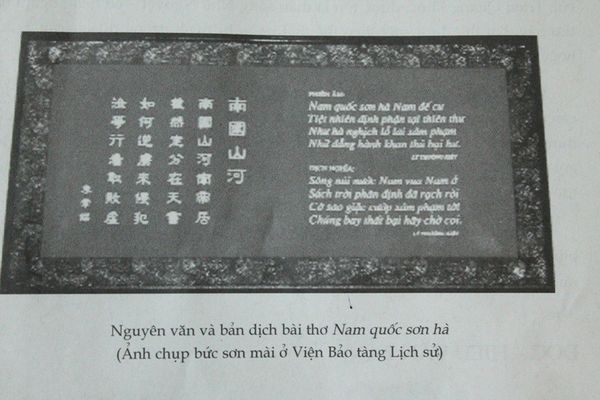 南國山河
南國山河南帝居
截然定分在天書
如何逆虜來侵犯
汝等行看取敗虛
PHIÊN ÂM:
Nam quốc sơn hà Nam đế cư
Tiệt nhiên định phận tại thiên thư
Như hà nghịch lỗ lai xâm phạm
Nhữ đẳng hành khan thủ bại hư.
LÝ THƯỜNG KIỆT
DỊCH NGHĨA:
Sông núi nước Nam vua Nam ở
Sách trời phân định đã rạch ròi
Cớ sao giặc cướp xâm phạm tới
Chúng bay thất bại hãy chờ coi.
LÝ THƯỜNG KIỆT
Nguyên văn và bản dịch bài thơ Nam quốc sơn hà
(Ảnh chụp bức sơn mài ở Viện Bảo tàng Lịch sử)